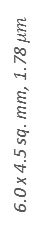 6.0 x 4.5 sq. mm, 1.78 μm